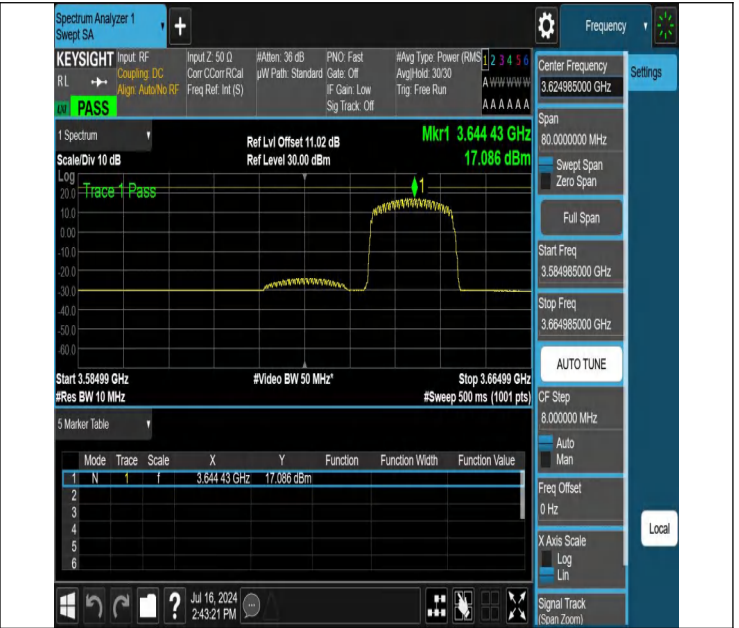 Spectrum Analyzer 1
Swept SA
+
Frequency
KEYSIGHT
RL
PASS
Input: RF
Coupling: DC
Align: Auto/No RF
Input Z: 50 Ω
Corr CCorr RCal
Freq Ref: Int (S)
#Atten: 36 dB
µW Path: Standard
PNO: Fast
Gate: Off
IF Gain: Low
Sig Track: Off
#Avg Type: Power (RMS
Avg|Hold: 30/30
Trig: Free Run
1 2 3 4 5 6
A W W W W W
A A A A A A
1 Spectrum
Scale/Div 10 dB
Ref Lvl Offset 11.02 dB
Ref Level 30.00 dBm
Mkr1 3.644 43 GHz
17.086 dBm
Log
Trace 1 Pass
1
20.0
10.0
0.00
-10.0
-20.0
-30.0
-40.0
-50.0
-60.0
Start 3.58499 GHz
#Res BW 10 MHz
#Video BW 50 MHz*
Stop 3.66499 GHz
#Sweep 500 ms (1001 pts)
5 Marker Table
Mode Trace Scale X Y Function Function Width Function Value
1 N 1 f 3.644 43 GHz 17.086 dBm
2
3
4
5
6
?
Jul 16, 2024
2:43:21 PM
Center Frequency
3.624985000 GHz
Span
80.0000000 MHz
Swept Span
Zero Span
Full Span
Start Freq
3.584985000 GHz
Stop Freq
3.664985000 GHz
AUTO TUNE
CF Step
8.000000 MHz
Auto
Man
Freq Offset
0 Hz
X Axis Scale
Log
Lin
Signal Track
(Span Zoom)
Settings
Local